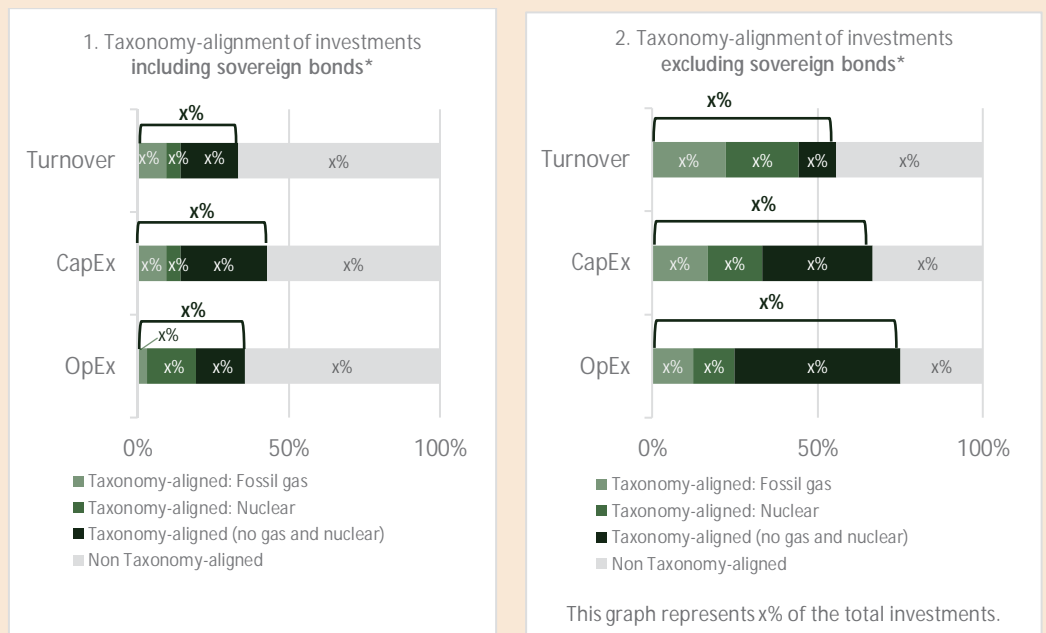 1. Taxonomy-alignment of investments
including sovereign bonds*
x%
Turnover
x%
x%
x%
x%
x%
CapEx
x%
x%
x%
x%
x%
x%
OpEx
x%
x%
x%
0% 50% 100%
Taxonomy-aligned: Fossil gas
Taxonomy-aligned: Nuclear
Taxonomy-aligned (no gas and nuclear)
Non Taxonomy-aligned
2. Taxonomy-alignment of investments
excluding sovereign bonds*
x%
Turnover
x%
x%
x%
x%
x%
CapEx
x%
x%
x%
x%
x%
OpEx
x%
x%
x%
x%
0% 50% 100%
Taxonomy-aligned: Fossil gas
Taxonomy-aligned: Nuclear
Taxonomy-aligned (no gas and nuclear)
Non Taxonomy-aligned
This graph represents x% of the total investments.